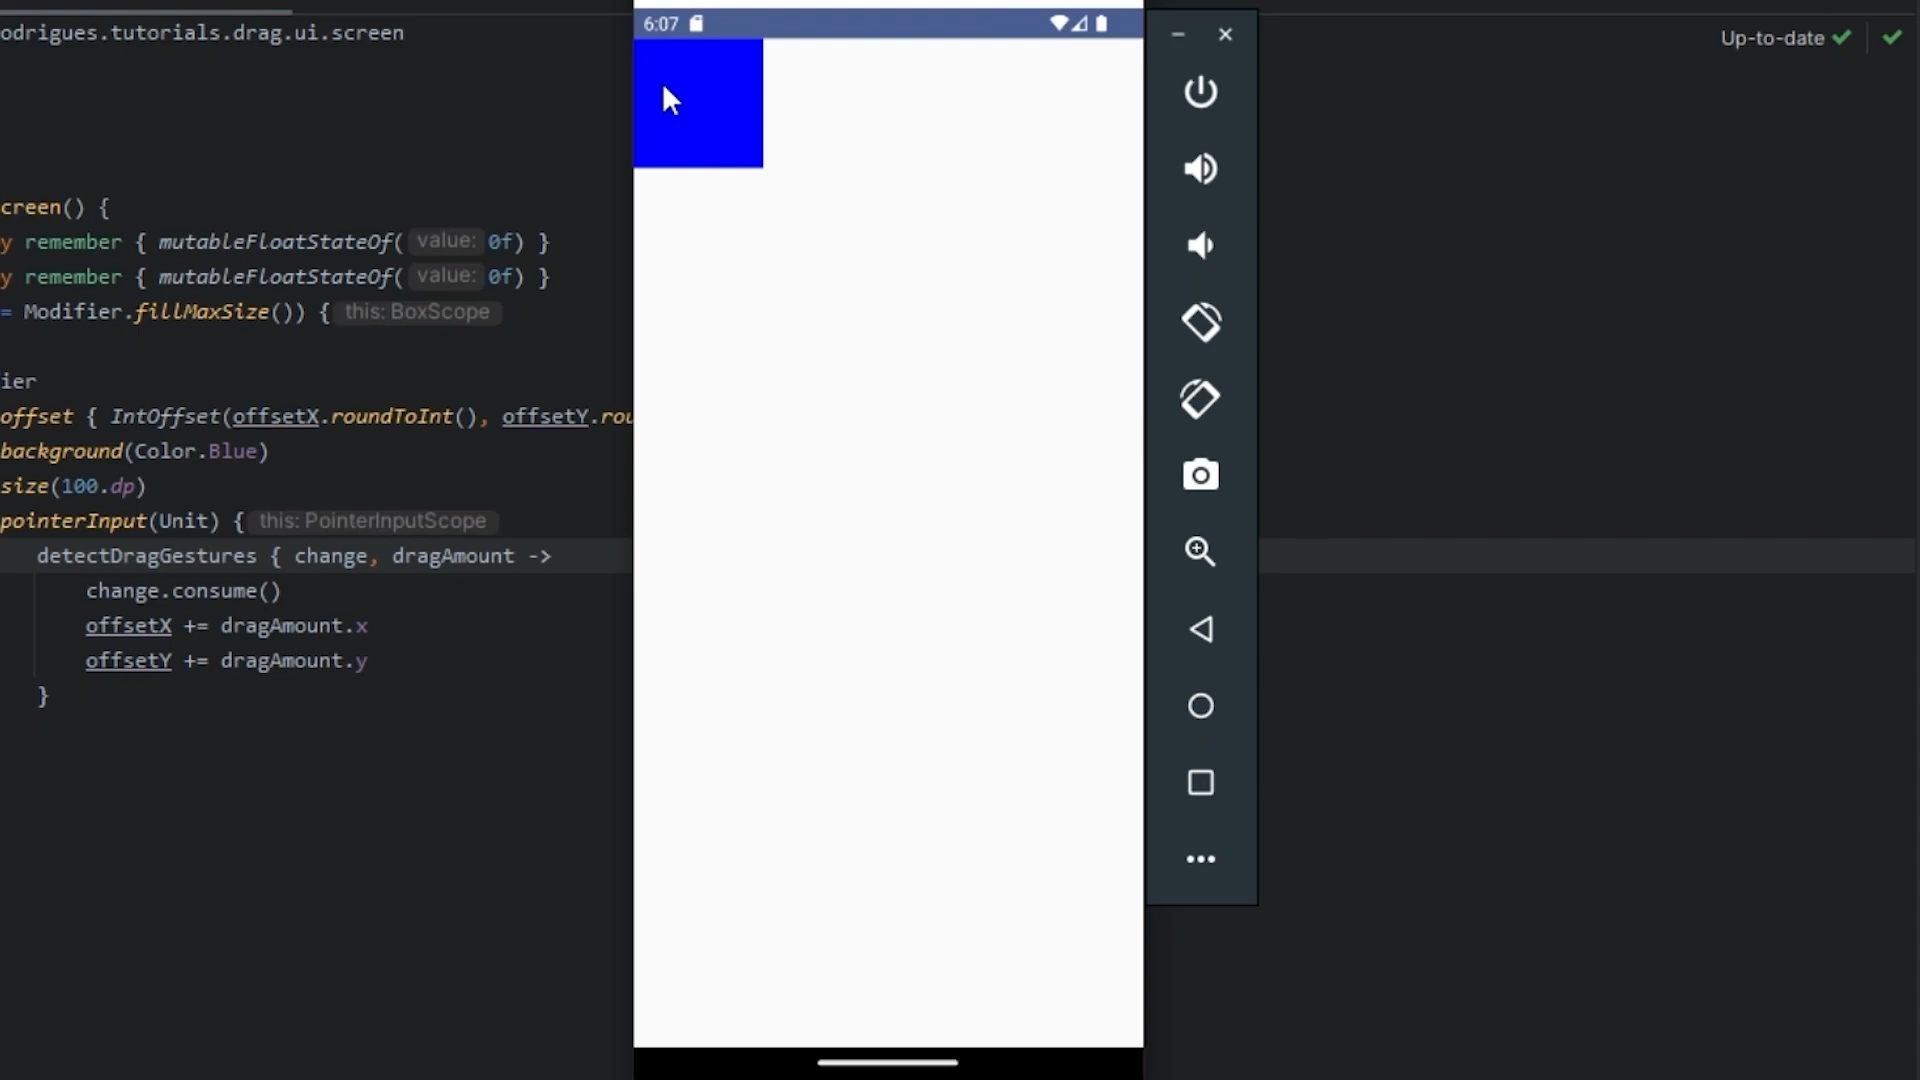 odrigues.tutorials.drag.ui.screen
6:07
Up-to-date
creen() {
y remember { mutableFloatStateOf( value: 0f) }
y remember { mutableFloatStateOf( value: 0f) }
= Modifier.fillMaxSize()) { this: BoxScope
ier
offset { IntOffset(offsetX.roundToInt(), offsetY.rou
background(Color.Blue)
size(100.dp)
pointerInput(Unit) { this: PointerInputScope
detectDragGestures { change, dragAmount ->
change.consume()
offsetX += dragAmount.x
offsetY += dragAmount.y
}